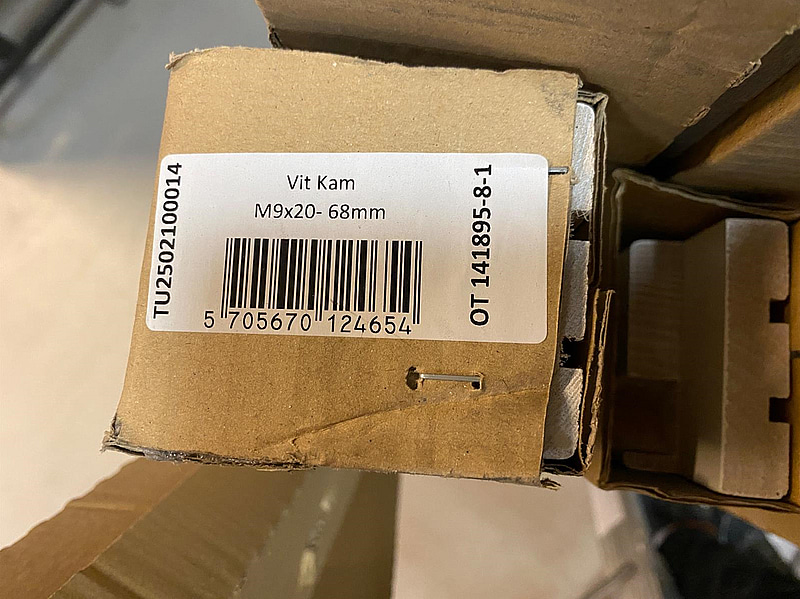 TU2502100014
Vit Kam
M9x20- 68mm
5 705670 124654
OT 141895-8-1